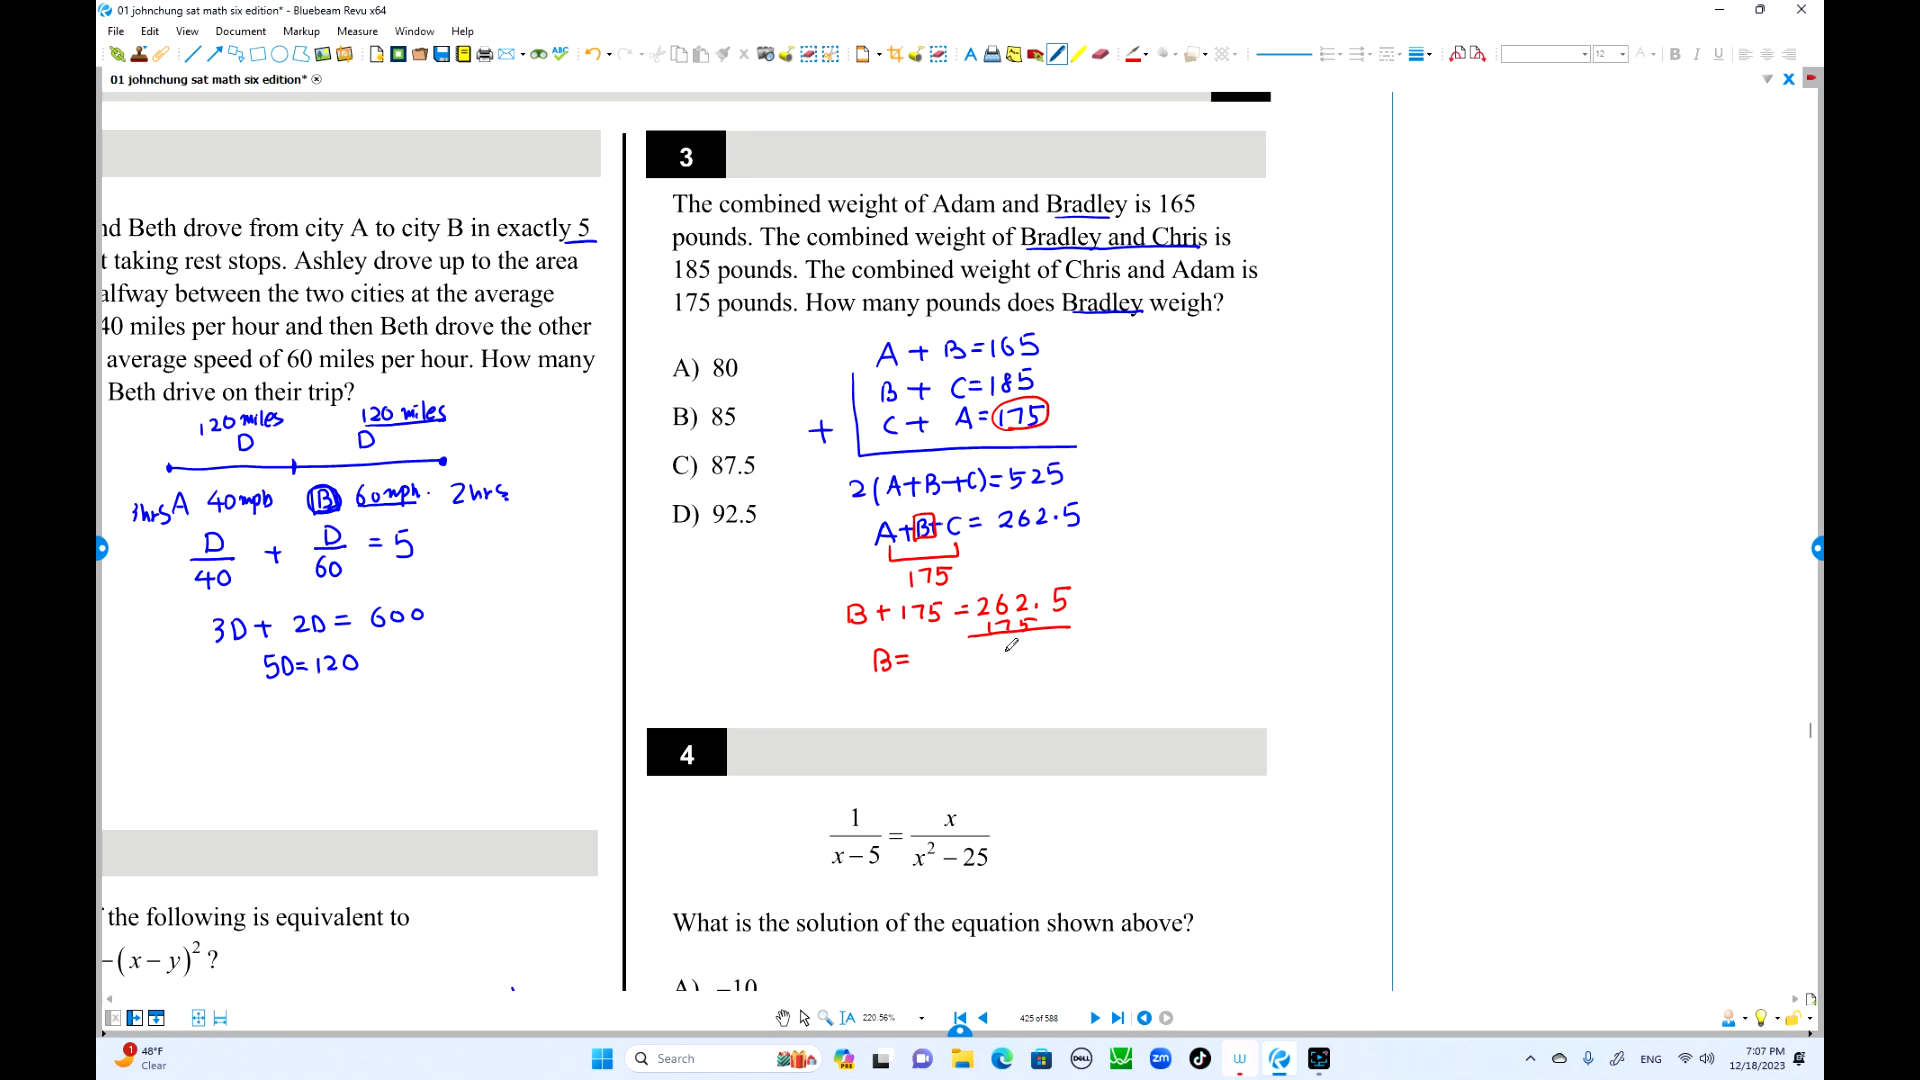 01 johnchung sat math six edition* - Bluebeam Revu x64
File Edit View Document Markup Measure Window Help
12
01 johnchung sat math six edition*
nd Beth drove from city A to city B in exactly 5
t taking rest stops. Ashley drove up to the area
alfway between the two cities at the average
40 miles per hour and then Beth drove the other
average speed of 60 miles per hour. How many
Beth drive on their trip?
120 miles 120 miles
D D
3hrs A 40mph B 60mph. 2hrs
D/40 + D/60 = 5
3D + 2D = 600
5D=120
the following is equivalent to
−(x − y)² ?
3
The combined weight of Adam and Bradley is 165
pounds. The combined weight of Bradley and Chris is
185 pounds. The combined weight of Chris and Adam is
175 pounds. How many pounds does Bradley weigh?
A) 80
B) 85
C) 87.5
D) 92.5
A + B=165
B + C=185
+ C + A=175
2(A+B+C)=525
A+B+C = 262.5
175
B + 175 = 262.5
175
B=
4
1/(x − 5) = x/(x² − 25)
What is the solution of the equation shown above?
A) −10
220.56% 425 of 588
48°F
Clear
Search
PRE
DELL
zm
W
ENG
7:07 PM
12/18/2023